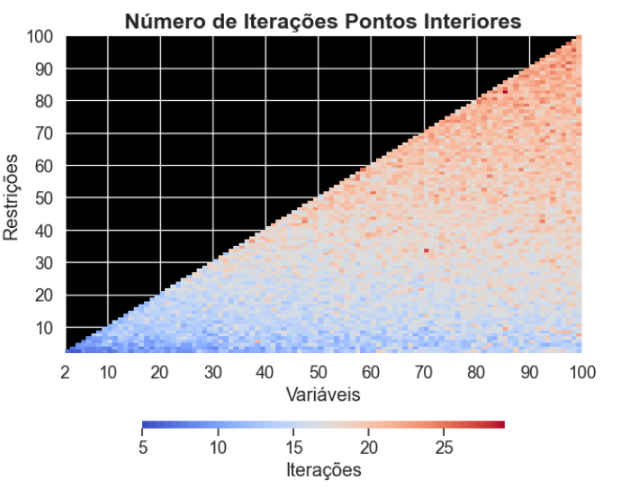 Número de Iterações Pontos Interiores
100
90
80
70
60
50
40
30
20
10
Restrições
2 10 20 30 40 50 60 70 80 90 100
Variáveis
5 10 15 20 25
Iterações